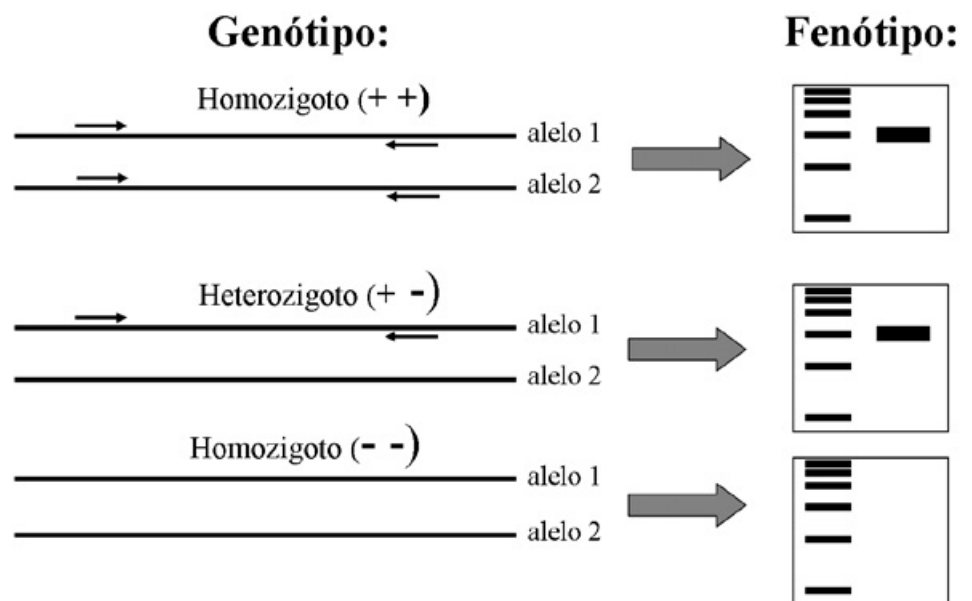 Genótipo: Fenótipo:
Homozigoto (+ +)
alelo 1
alelo 2
Heterozigoto (+ -)
alelo 1
alelo 2
Homozigoto (- -)
alelo 1
alelo 2